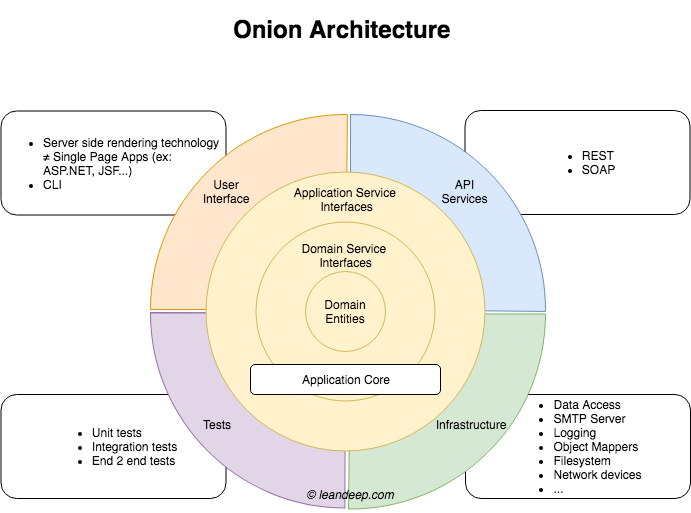 Onion Architecture
Server side rendering technology
≠ Single Page Apps (ex:
ASP.NET, JSF...)
CLI
REST
SOAP
User
Interface
API
Services
Application Service
Interfaces
Domain Service
Interfaces
Domain
Entities
Application Core
Tests
Infrastructure
Unit tests
Integration tests
End 2 end tests
Data Access
SMTP Server
Logging
Object Mappers
Filesystem
Network devices
...
© leandeep.com